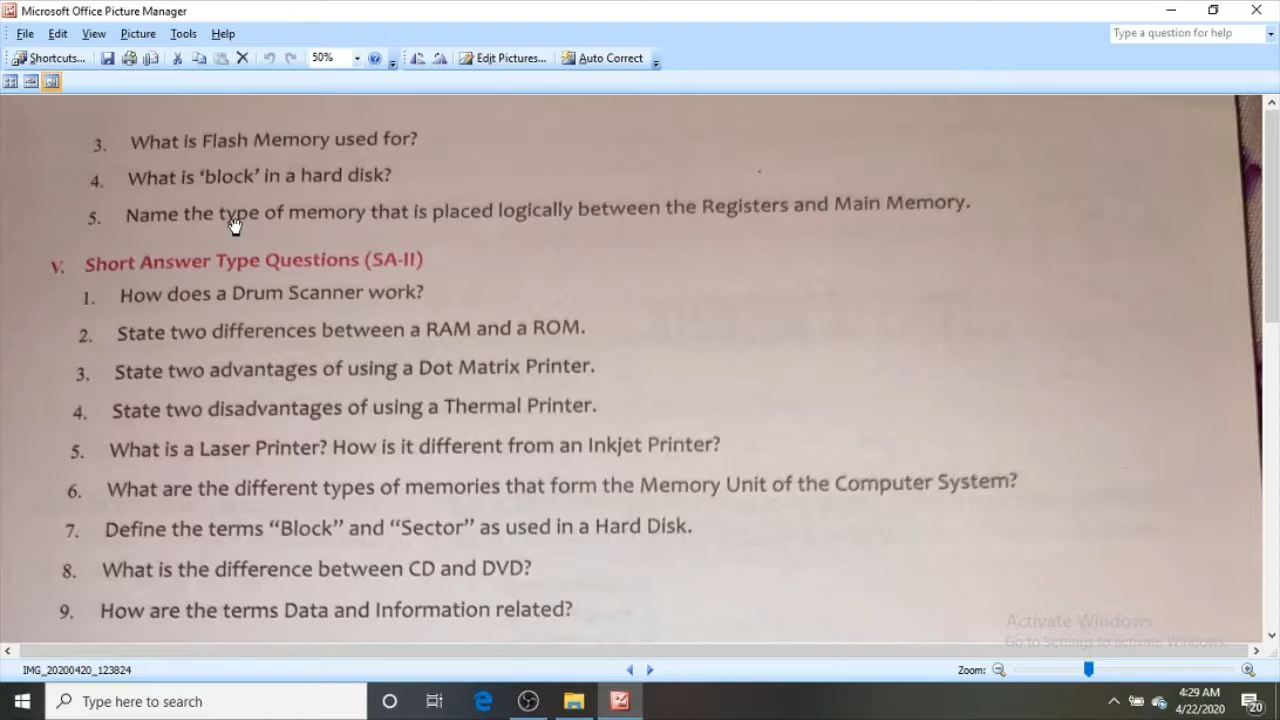 Microsoft Office Picture Manager
File Edit View Picture Tools Help
Type a question for help
Shortcuts... 50% Edit Pictures... Auto Correct
3. What is Flash Memory used for?
4. What is ‘block’ in a hard disk?
5. Name the type of memory that is placed logically between the Registers and Main Memory.
V. Short Answer Type Questions (SA-II)
1. How does a Drum Scanner work?
2. State two differences between a RAM and a ROM.
3. State two advantages of using a Dot Matrix Printer.
4. State two disadvantages of using a Thermal Printer.
5. What is a Laser Printer? How is it different from an Inkjet Printer?
6. What are the different types of memories that form the Memory Unit of the Computer System?
7. Define the terms “Block” and “Sector” as used in a Hard Disk.
8. What is the difference between CD and DVD?
9. How are the terms Data and Information related?
Activate Windows
Go to Settings to activate Windows.
IMG_20200420_123824 Zoom:
Type here to search
4:29 AM
4/22/2020 20